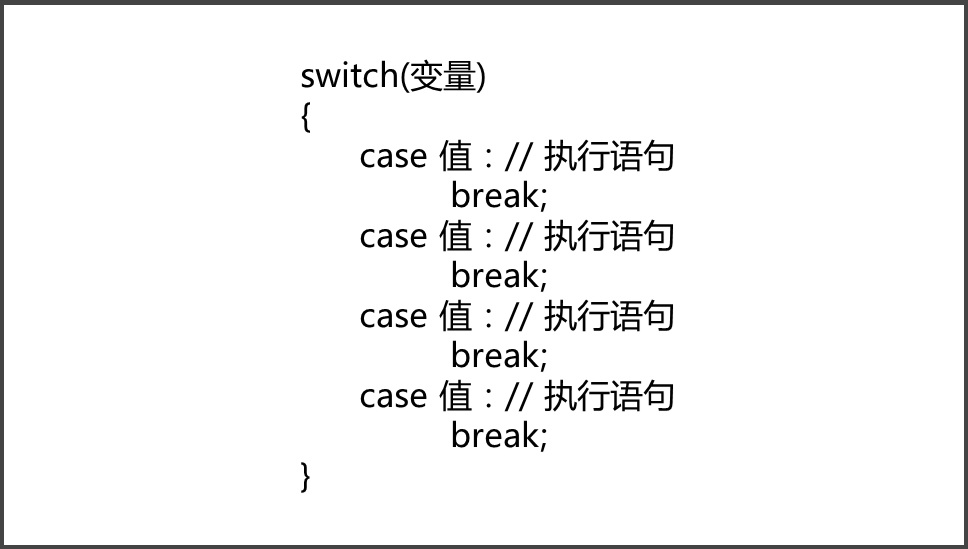 switch(变量)
{
case 值：// 执行语句
break;
case 值：// 执行语句
break;
case 值：// 执行语句
break;
case 值：// 执行语句
break;
}